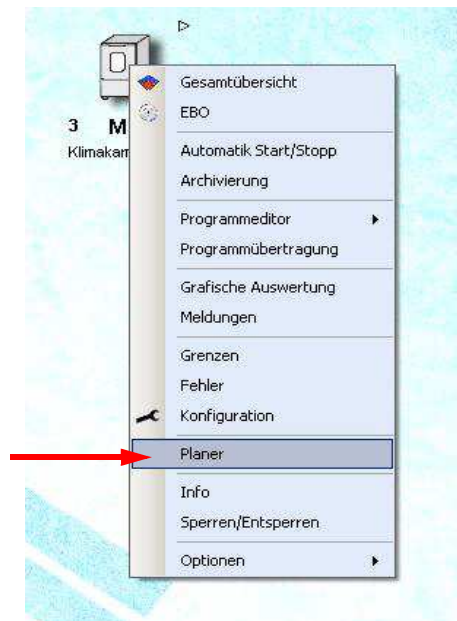 Gesamtübersicht
EBO
3 M
Klimakam
Automatik Start/Stopp
Archivierung
Programmeditor
Programmübertragung
Grafische Auswertung
Meldungen
Grenzen
Fehler
Konfiguration
Planer
Info
Sperren/Entsperren
Optionen